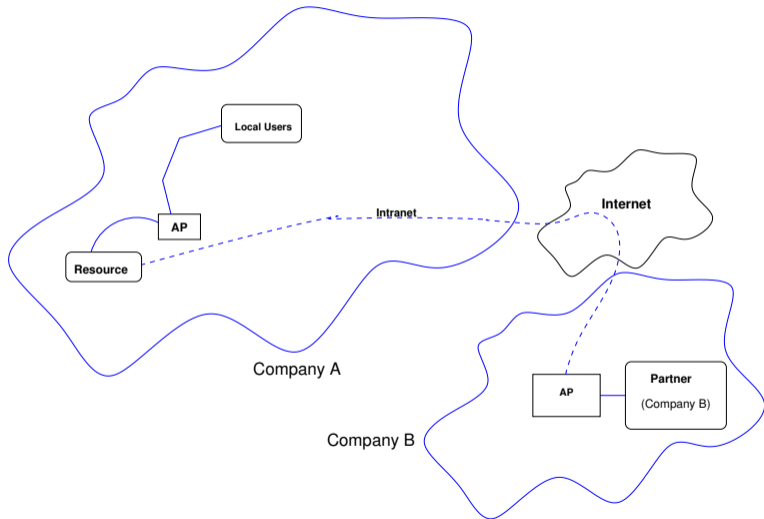 Local Users
Intranet
Internet
AP
Resource
Company A
AP
Partner
(Company B)
Company B